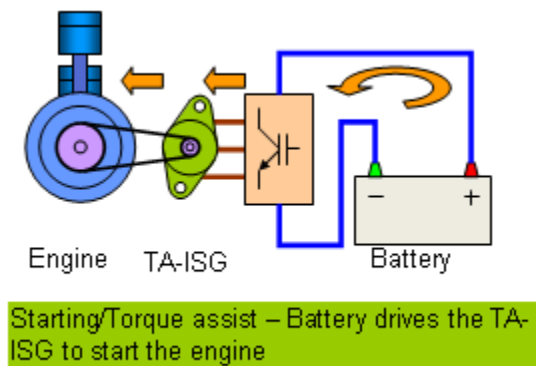 − +
Engine TA-ISG Battery
Starting/Torque assist – Battery drives the TA-
ISG to start the engine